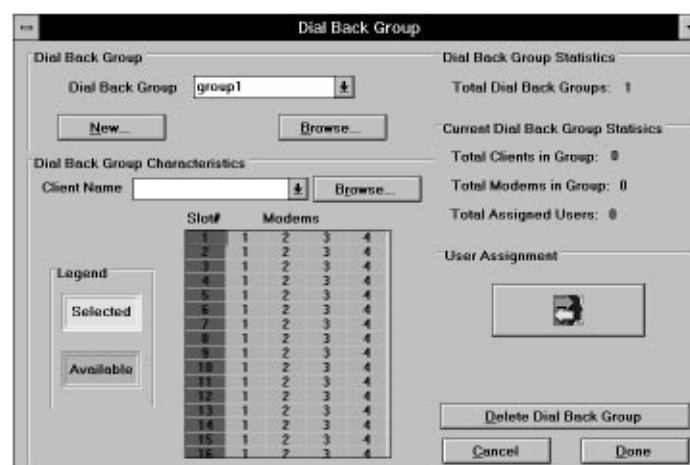 Dial Back Group
Dial Back Group
Dial Back Group group1
New...
Browse...
Dial Back Group Characteristics
Client Name
Browse...
Slot# Modems
1 1 2 3 4
2 1 2 3 4
3 1 2 3 4
4 1 2 3 4
5 1 2 3 4
6 1 2 3 4
7 1 2 3 4
8 1 2 3 4
9 1 2 3 4
10 1 2 3 4
11 1 2 3 4
12 1 2 3 4
13 1 2 3 4
14 1 2 3 4
15 1 2 3 4
16 1 2 3 4
Legend
Selected
Available
Dial Back Group Statistics
Total Dial Back Groups: 1
Current Dial Back Group Statisics
Total Clients in Group: 0
Total Modems in Group: 0
Total Assigned Users: 0
User Assignment
Delete Dial Back Group
Cancel
Done